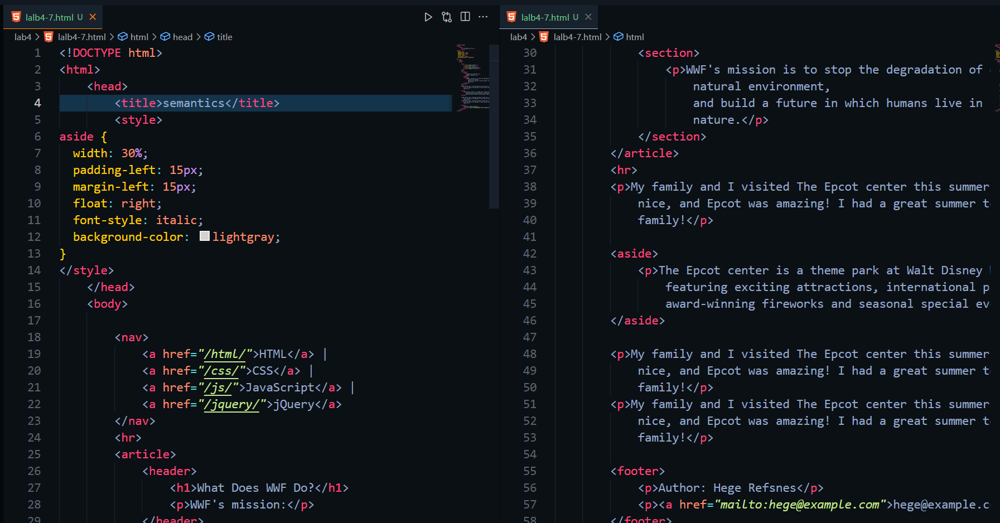 lalb4-7.html U
lab4 > lalb4-7.html > html > head > title
1 <!DOCTYPE html>
2 <html>
3 <head>
4 <title>semantics</title>
5 <style>
6 aside {
7 width: 30%;
8 padding-left: 15px;
9 margin-left: 15px;
10 float: right;
11 font-style: italic;
12 background-color: lightgray;
13 }
14 </style>
15 </head>
16 <body>
17
18 <nav>
19 <a href="/html/">HTML</a> |
20 <a href="/css/">CSS</a> |
21 <a href="/js/">JavaScript</a> |
22 <a href="/jquery/">jQuery</a>
23 </nav>
24 <hr>
25 <article>
26 <header>
27 <h1>What Does WWF Do?</h1>
28 <p>WWF's mission:</p>
29 </header>
lalb4-7.html U
lab4 > lalb4-7.html > html
30 <section>
31 <p>WWF's mission is to stop the degradation of
32 natural environment,
33 and build a future in which humans live in
34 nature.</p>
35 </section>
36 </article>
37 <hr>
38 <p>My family and I visited The Epcot center this summer
39 nice, and Epcot was amazing! I had a great summer
40 family!</p>
41
42 <aside>
43 <p>The Epcot center is a theme park at Walt Disney
44 featuring exciting attractions, international
45 award-winning fireworks and seasonal special
46 </aside>
47
48 <p>My family and I visited The Epcot center this summer
49 nice, and Epcot was amazing! I had a great summer
50 family!</p>
51 <p>My family and I visited The Epcot center this summer
52 nice, and Epcot was amazing! I had a great summer
53 family!</p>
54
55 <footer>
56 <p>Author: Hege Refsnes</p>
57 <p><a href="mailto:hege@example.com">hege@example.c
58 </footer>